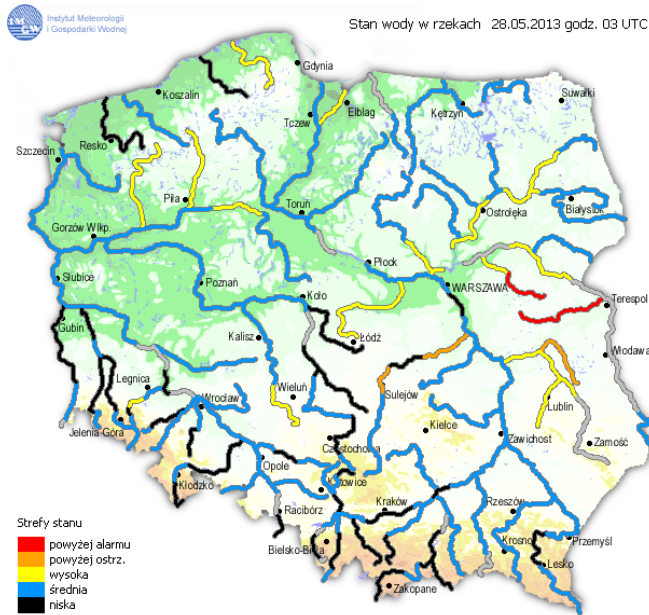 IMGW
Instytut Meteorologii
i Gospodarki Wodnej
Stan wody w rzekach 28.05.2013 godz. 03 UTC
Gdynia
Koszalin
Suwałki
Elbląg
Kętrzyn
Tczew
Resko
Szczecin
Piła
Toruń
Ostrołęka
Białystok
Gorzów Wlkp.
Płock
Słubice
Poznań
Koło
WARSZAWA
Terespol
Gubin
Kalisz
Łódź
Włodawa
Legnica
Wieluń
Sulejów
Wrocław
Lublin
Jelenia Góra
Kielce
Zawichost
Zamość
Częstochowa
Opole
Kłodzko
Katowice
Racibórz
Kraków
Rzeszów
Bielsko-Biała
Krosno
Przemyśl
Lesko
Zakopane
Strefy stanu
powyżej alarmu
powyżej ostrz.
wysoka
średnia
niska